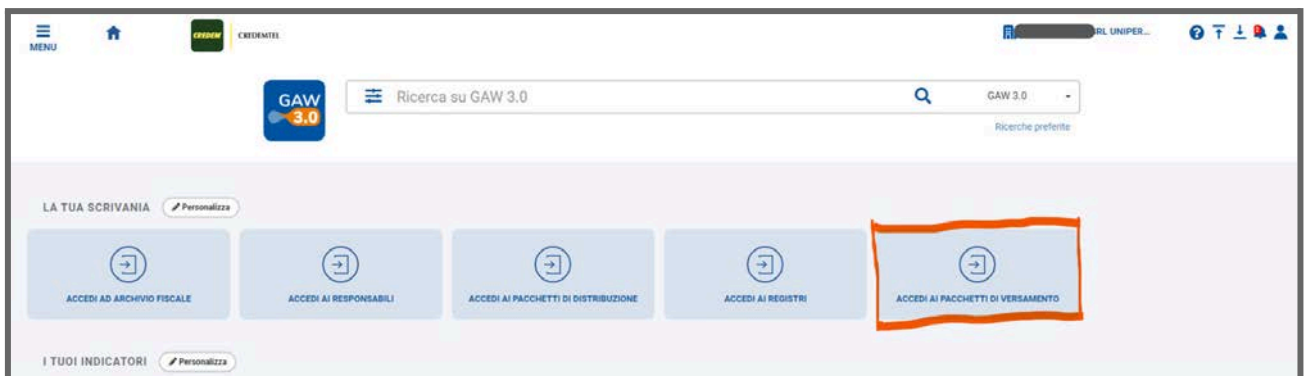 MENU
CREDEM
CREDEMTEL
SRL UNIPER...
GAW
3.0
Ricerca su GAW 3.0
GAW 3.0
Ricerche preferite
LA TUA SCRIVANIA
Personalizza
ACCEDI AD ARCHIVIO FISCALE
ACCEDI AI RESPONSABILI
ACCEDI AI PACCHETTI DI DISTRIBUZIONE
ACCEDI AI REGISTRI
ACCEDI AI PACCHETTI DI VERSAMENTO
I TUOI INDICATORI
Personalizza